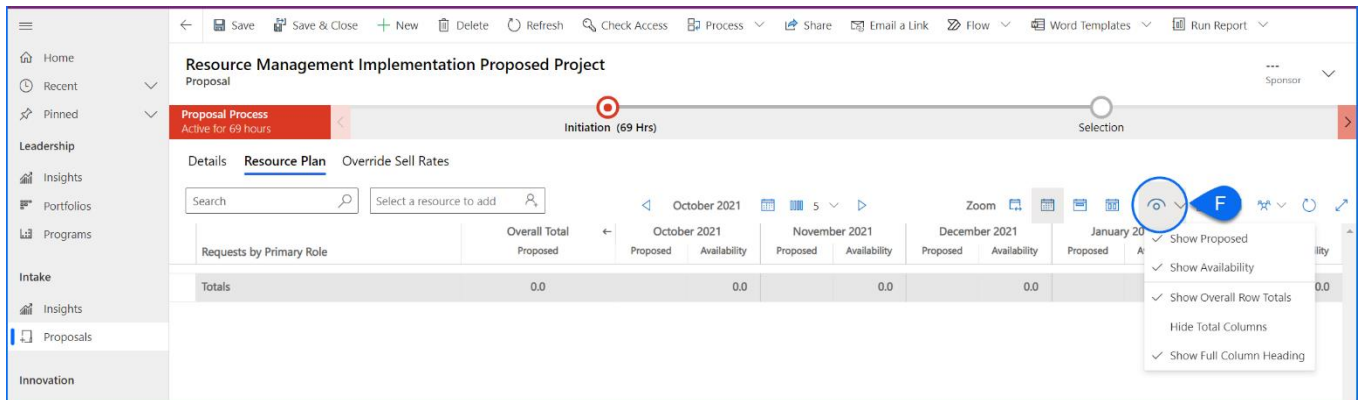 Save
Save & Close
New
Delete
Refresh
Check Access
Process
Share
Email a Link
Flow
Word Templates
Run Report
Home
Recent
Pinned
Leadership
Insights
Portfolios
Programs
Intake
Insights
Proposals
Innovation
Resource Management Implementation Proposed Project
Proposal
---
Sponsor
Proposal Process
Active for 69 hours
Initiation (69 Hrs)
Selection
Details Resource Plan Override Sell Rates
Search
Select a resource to add
October 2021
5
Zoom
F
Overall Total October 2021 November 2021 December 2021 January 20
Requests by Primary Role Proposed Proposed Availability Proposed Availability Proposed Availability Proposed
Totals 0.0 0.0 0.0 0.0 0.0
Show Proposed
Show Availability
Show Overall Row Totals
Hide Total Columns
Show Full Column Heading